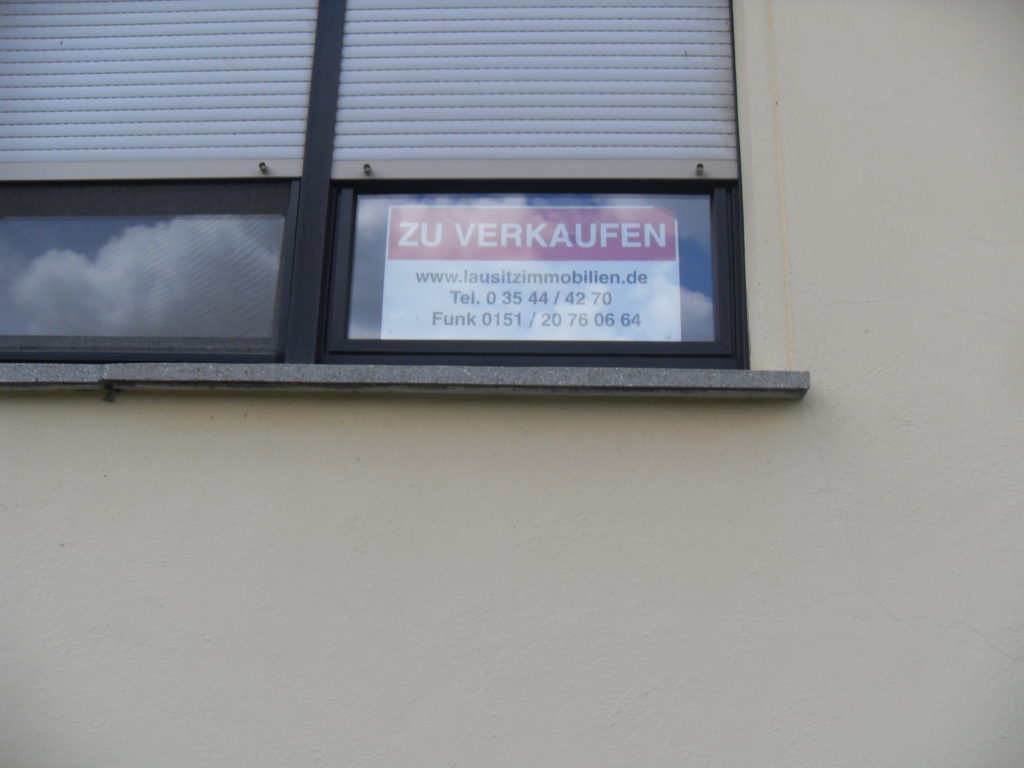 ZU VERKAUFEN
www.lausitzimmobilien.de
Tel. 0 35 44 / 42 70
Funk 0151 / 20 76 06 64